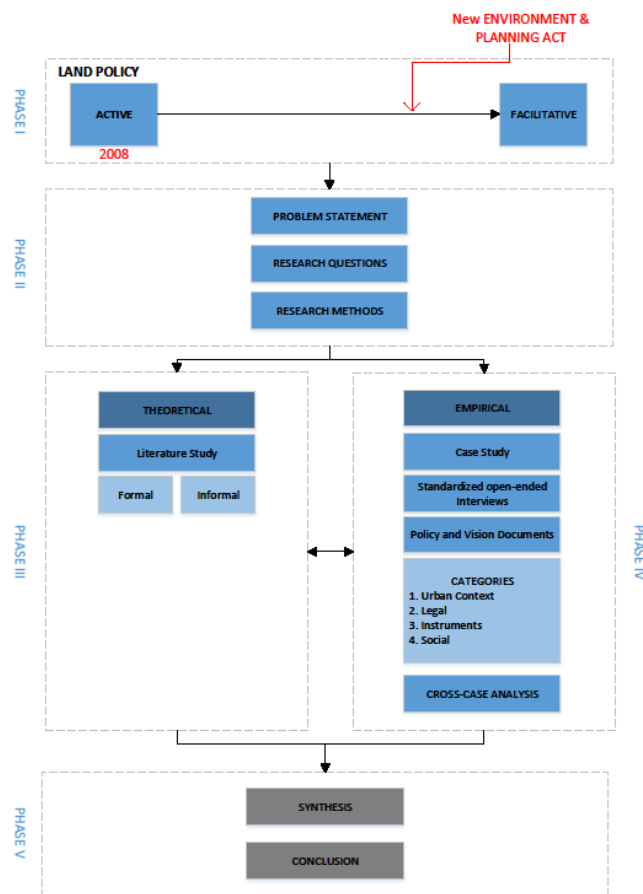 New ENVIRONMENT &
PLANNING ACT
LAND POLICY
PHASE I
ACTIVE
FACILITATIVE
2008
PHASE II
PROBLEM STATEMENT
RESEARCH QUESTIONS
RESEARCH METHODS
PHASE III
THEORETICAL
Literature Study
Formal
Informal
EMPIRICAL
Case Study
Standardized open-ended
Interviews
Policy and Vision Documents
CATEGORIES
1. Urban Context
2. Legal
3. Instruments
4. Social
CROSS-CASE ANALYSIS
PHASE IV
PHASE V
SYNTHESIS
CONCLUSION